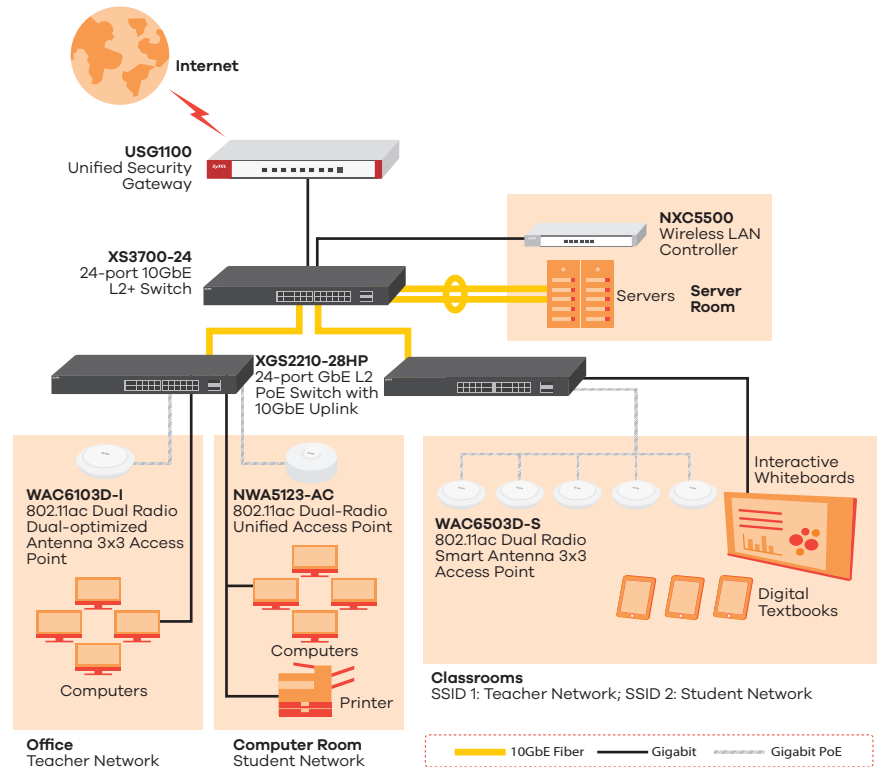 Internet
USG1100
Unified Security
Gateway
ZyXEL
XS3700-24
24-port 10GbE
L2+ Switch
NXC5500
Wireless LAN
Controller
Servers
Server
Room
XGS2210-28HP
24-port GbE L2
PoE Switch with
10GbE Uplink
WAC6103D-I
802.11ac Dual Radio
Dual-optimized
Antenna 3x3 Access
Point
Computers
Office
Teacher Network
NWA5123-AC
802.11ac Dual-Radio
Unified Access Point
Computers
Printer
Computer Room
Student Network
WAC6503D-S
802.11ac Dual Radio
Smart Antenna 3x3
Access Point
Interactive
Whiteboards
Digital
Textbooks
Classrooms
SSID 1: Teacher Network; SSID 2: Student Network
10GbE Fiber
Gigabit
Gigabit PoE